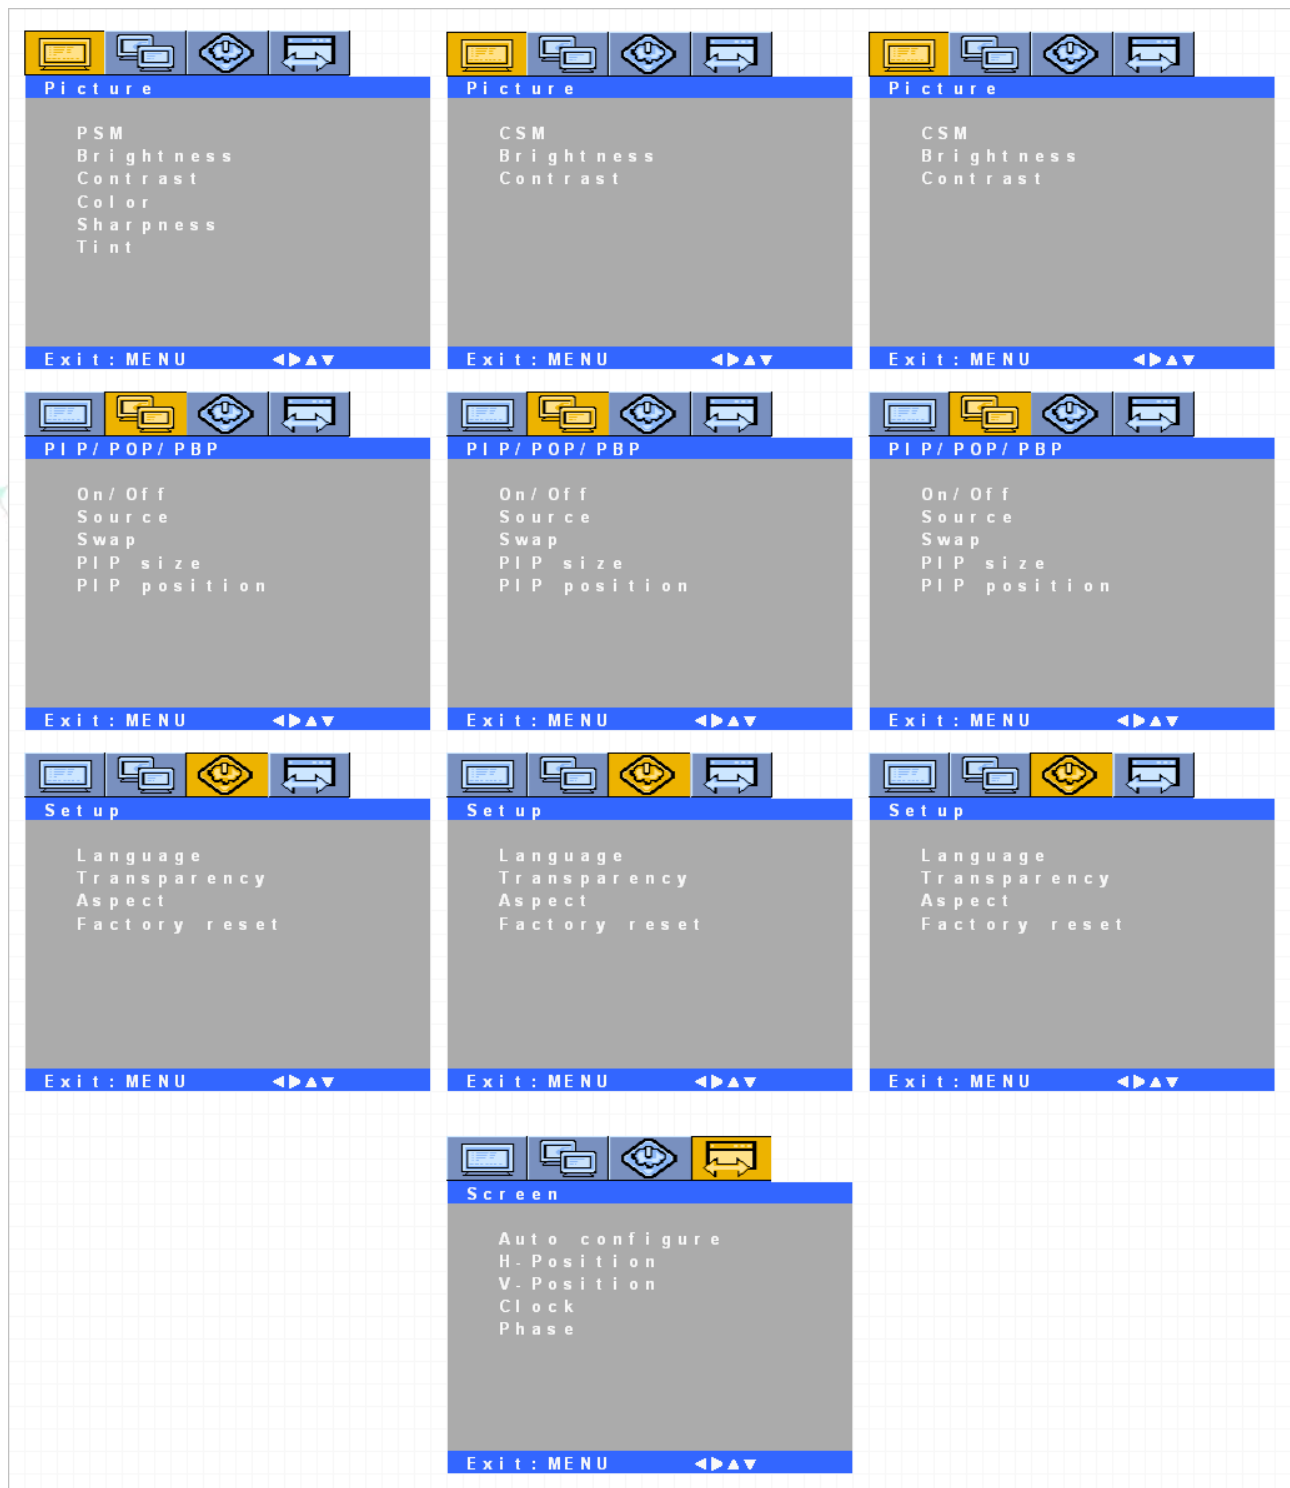 Picture
PSM
Brightness
Contrast
Color
Sharpness
Tint
Exit:MENU
Picture
CSM
Brightness
Contrast
Exit:MENU
Picture
CSM
Brightness
Contrast
Exit:MENU
PIP/POP/PBP
On/Off
Source
Swap
PIP size
PIP position
Exit:MENU
PIP/POP/PBP
On/Off
Source
Swap
PIP size
PIP position
Exit:MENU
PIP/POP/PBP
On/Off
Source
Swap
PIP size
PIP position
Exit:MENU
Setup
Language
Transparency
Aspect
Factory reset
Exit:MENU
Setup
Language
Transparency
Aspect
Factory reset
Exit:MENU
Setup
Language
Transparency
Aspect
Factory reset
Exit:MENU
Screen
Auto configure
H-Position
V-Position
Clock
Phase
Exit:MENU